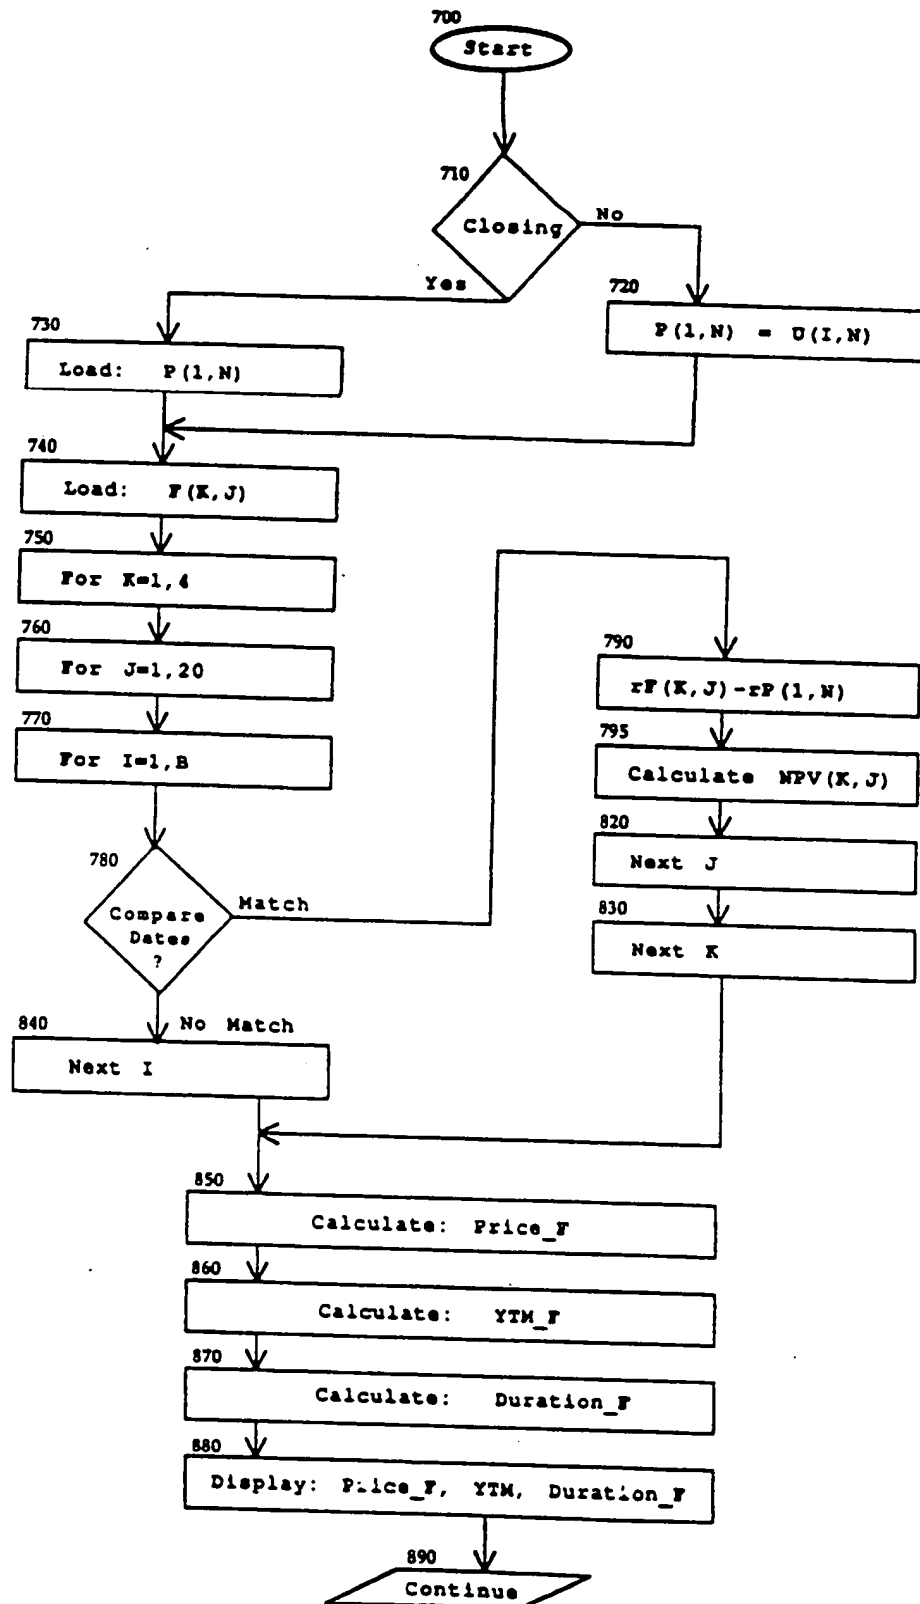 700
Start
710
Closing
No
Yes
720
P(1,N) = U(I,N)
730
Load: P(1,N)
740
Load: F(K,J)
750
For K=1,4
760
For J=1,20
770
For I=1,B
780
Compare
Dates
?
Match
No Match
790
rF(K,J)-rP(1,N)
795
Calculate NPV(K,J)
820
Next J
830
Next K
840
Next I
850
Calculate: Price_F
860
Calculate: YTM_F
870
Calculate: Duration_F
880
Display: Price_F, YTM, Duration_F
890
Continue